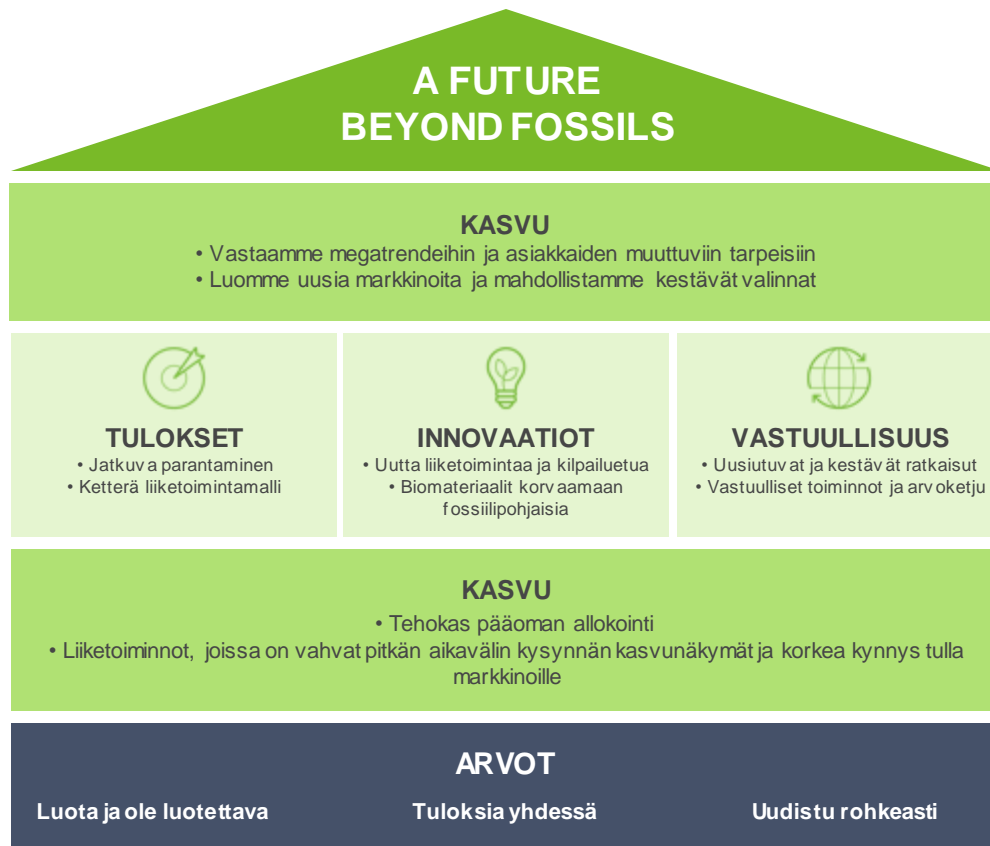 A FUTURE
BEYOND FOSSILS
KASVU
• Vastaamme megatrendeihin ja asiakkaiden muuttuviin tarpeisiin
• Luomme uusia markkinoita ja mahdollistamme kestävät valinnat
TULOKSET
• Jatkuva parantaminen
• Ketterä liiketoimintamalli
INNOVAATIOT
• Uutta liiketoimintaa ja kilpailuetua
• Biomateriaalit korvaamaan
fossiilipohjaisia
VASTUULLISUUS
• Uusiutuvat ja kestävät ratkaisut
• Vastuulliset toiminnot ja arvoketju
KASVU
• Tehokas pääoman allokointi
• Liiketoiminnot, joissa on vahvat pitkän aikavälin kysynnän kasvunäkymät ja korkea kynnys tulla
markkinoille
ARVOT
Luota ja ole luotettava
Tuloksia yhdessä
Uudistu rohkeasti